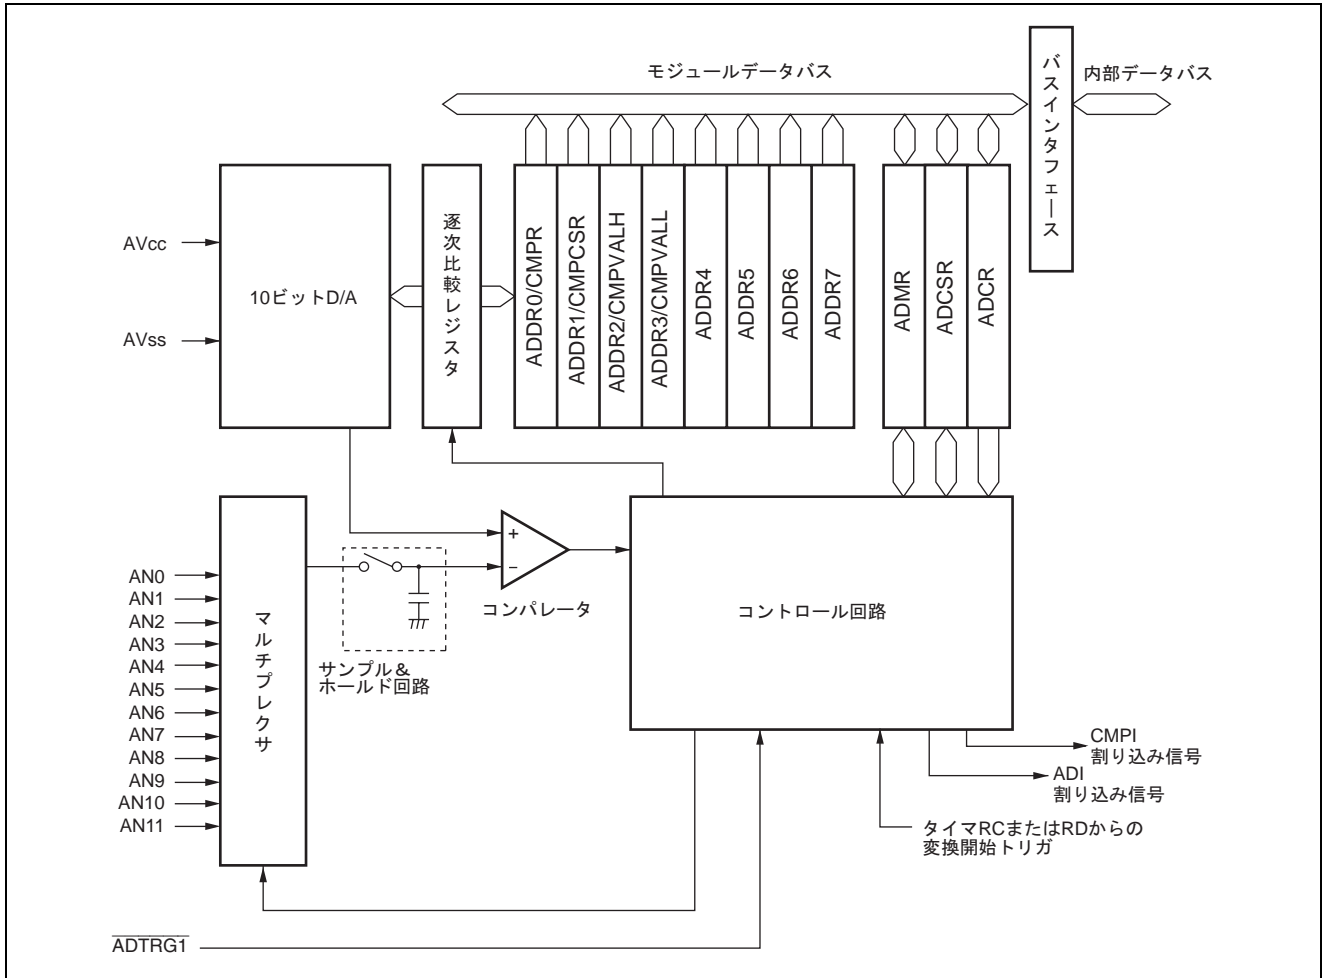 モジュールデータバス
バスインタフェース
内部データバス
AVcc
AVss
10ビットD/A
逐次比較レジスタ
ADDR0/CMPR
ADDR1/CMPCSR
ADDR2/CMPVALH
ADDR3/CMPVALL
ADDR4
ADDR5
ADDR6
ADDR7
ADMR
ADCSR
ADCR
AN0
AN1
AN2
AN3
AN4
AN5
AN6
AN7
AN8
AN9
AN10
AN11
マルチプレクサ
サンプル&
ホールド回路
+
−
コンパレータ
コントロール回路
CMPI
割り込み信号
ADI
割り込み信号
タイマRCまたはRDからの
変換開始トリガ
ADTRG1